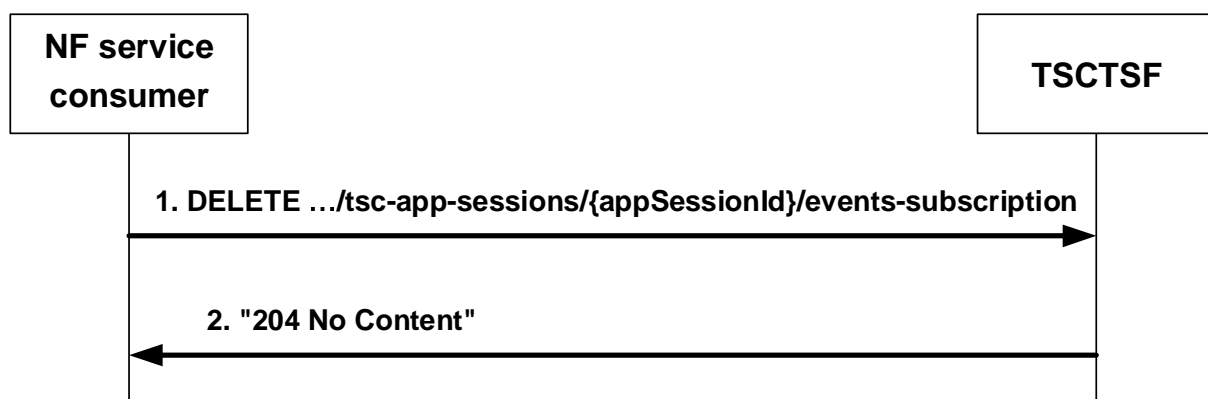 NF service
consumer
TSCTSF
1. DELETE …/tsc-app-sessions/{appSessionId}/events-subscription
2. "204 No Content"